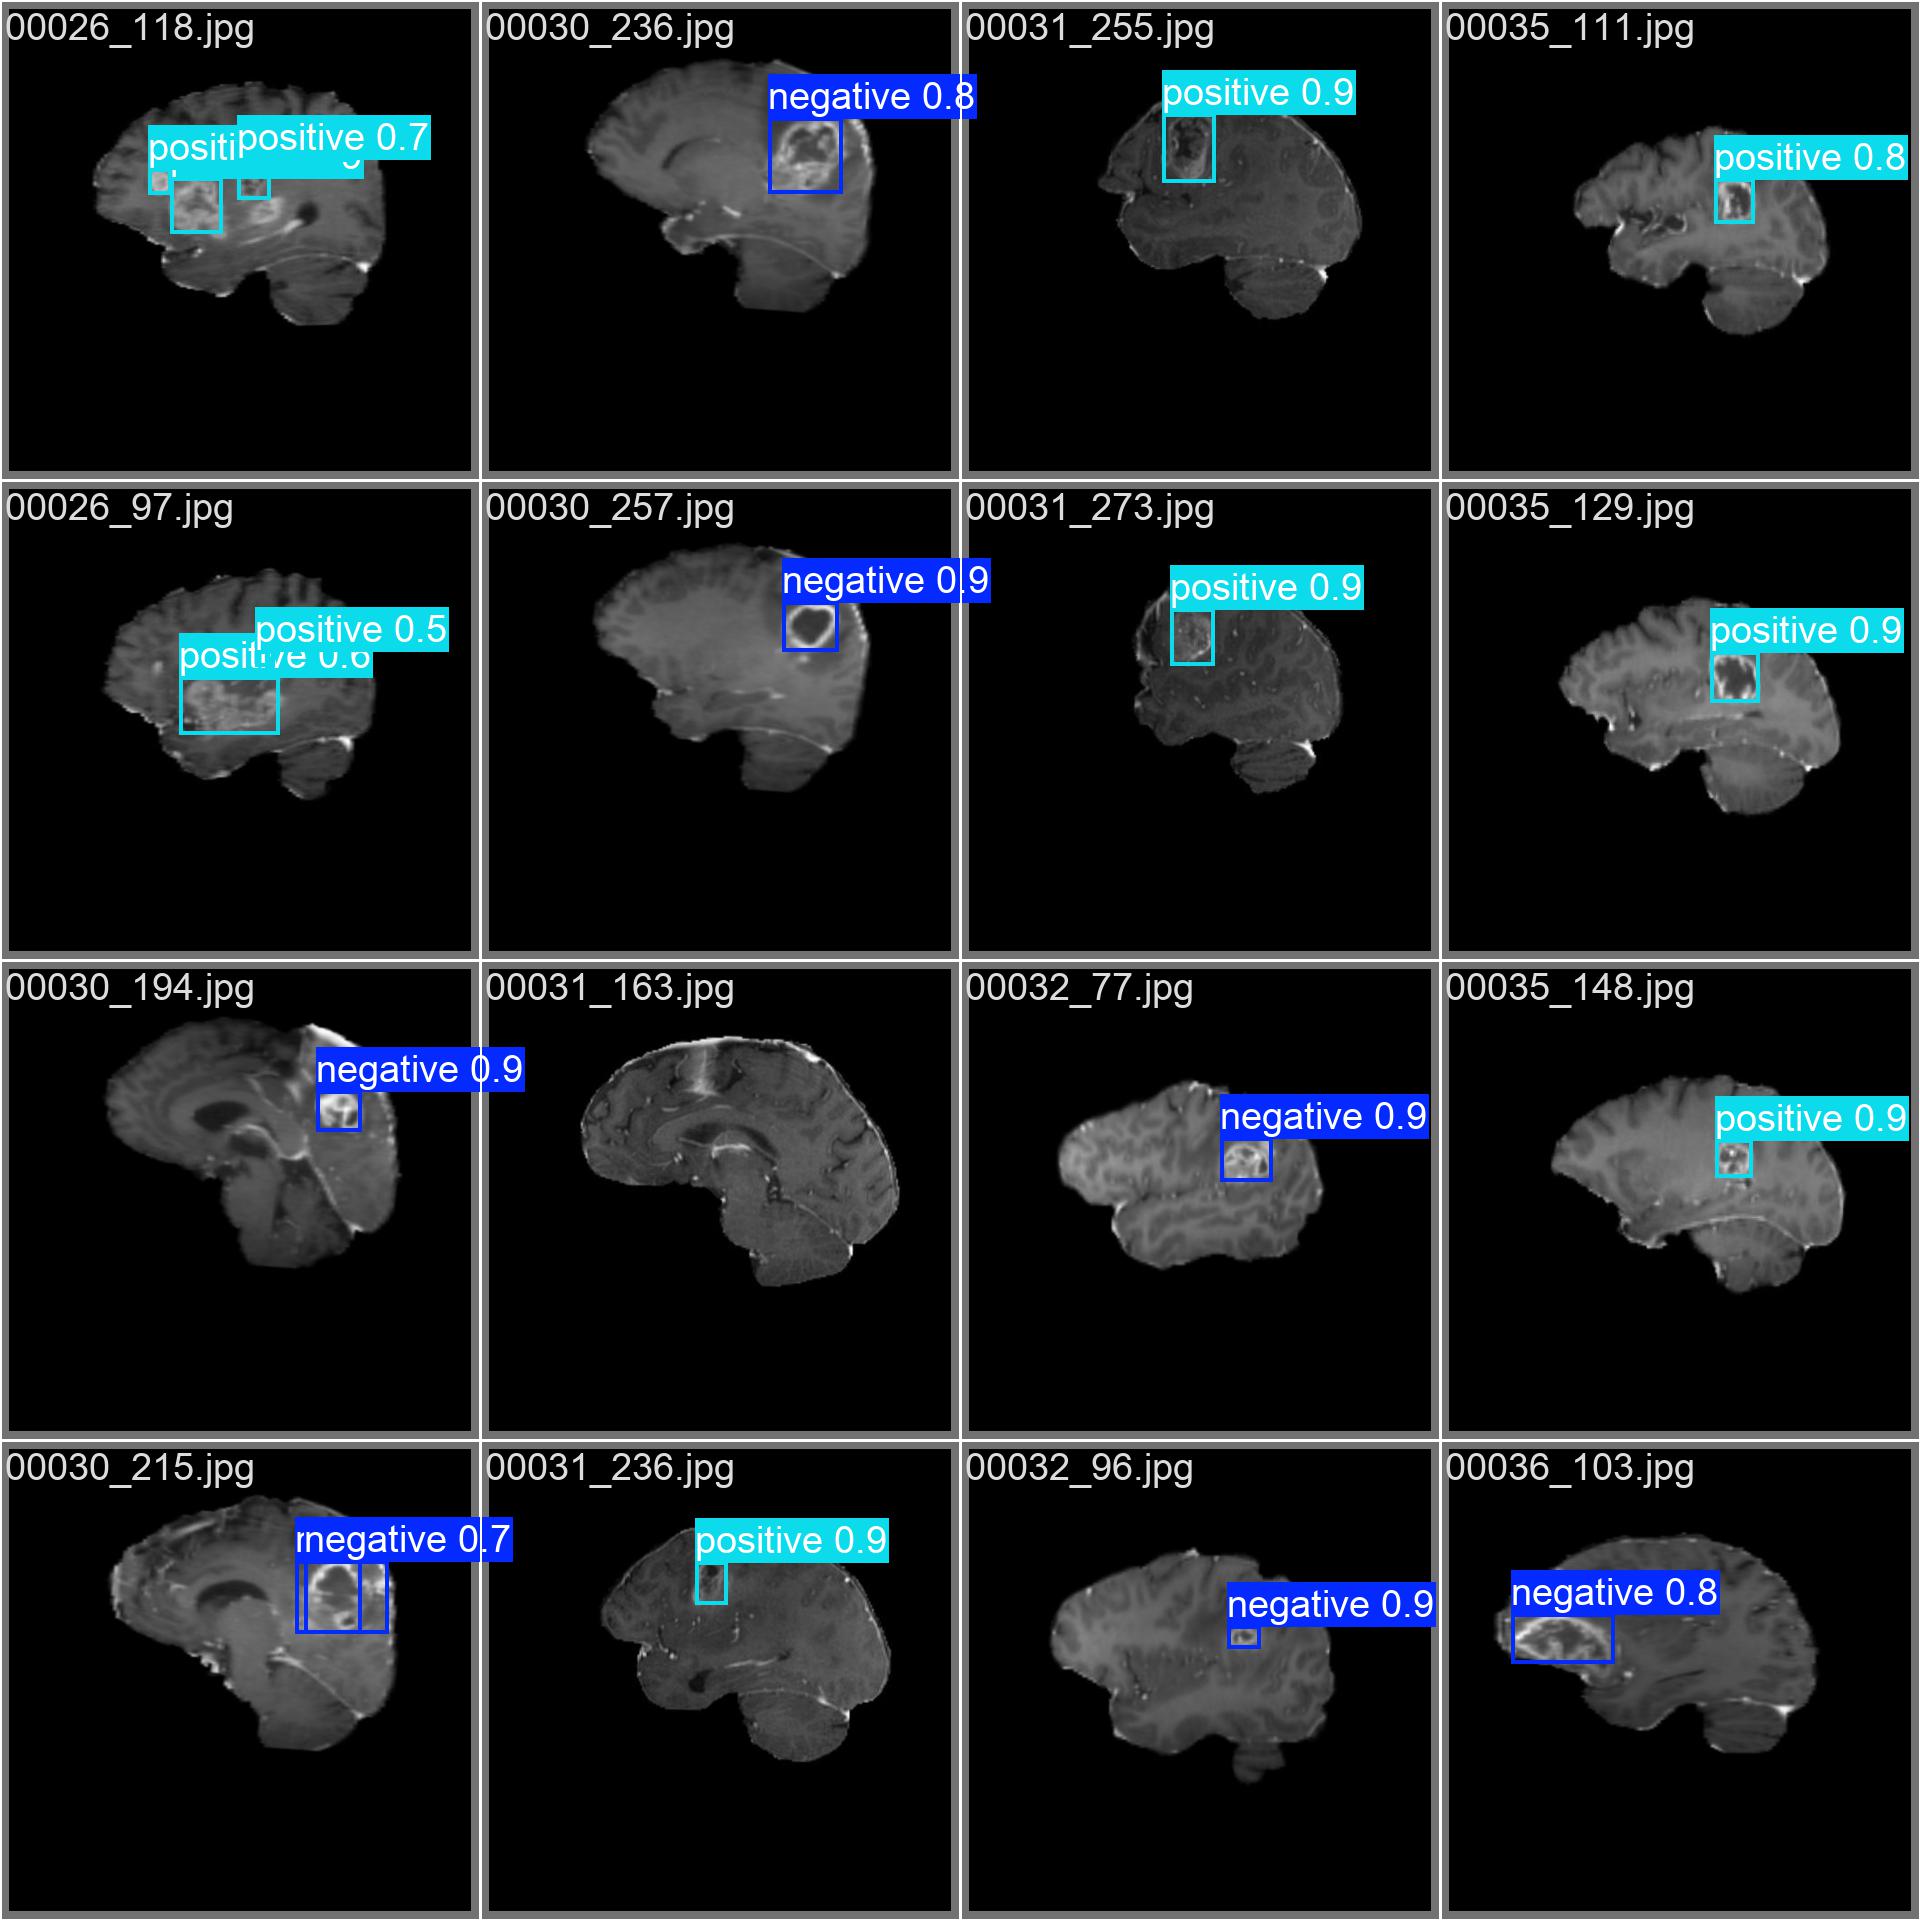 00026_118.jpg
positi
positive 0.7
00030_236.jpg
negative 0.8
00031_255.jpg
positive 0.9
00035_111.jpg
positive 0.8
00026_97.jpg
positive 0.5
positive 0.6
00030_257.jpg
negative 0.9
00031_273.jpg
positive 0.9
00035_129.jpg
positive 0.9
00030_194.jpg
negative 0.9
00031_163.jpg
00032_77.jpg
negative 0.9
00035_148.jpg
positive 0.9
00030_215.jpg
negative 0.7
00031_236.jpg
positive 0.9
00032_96.jpg
negative 0.9
00036_103.jpg
negative 0.8